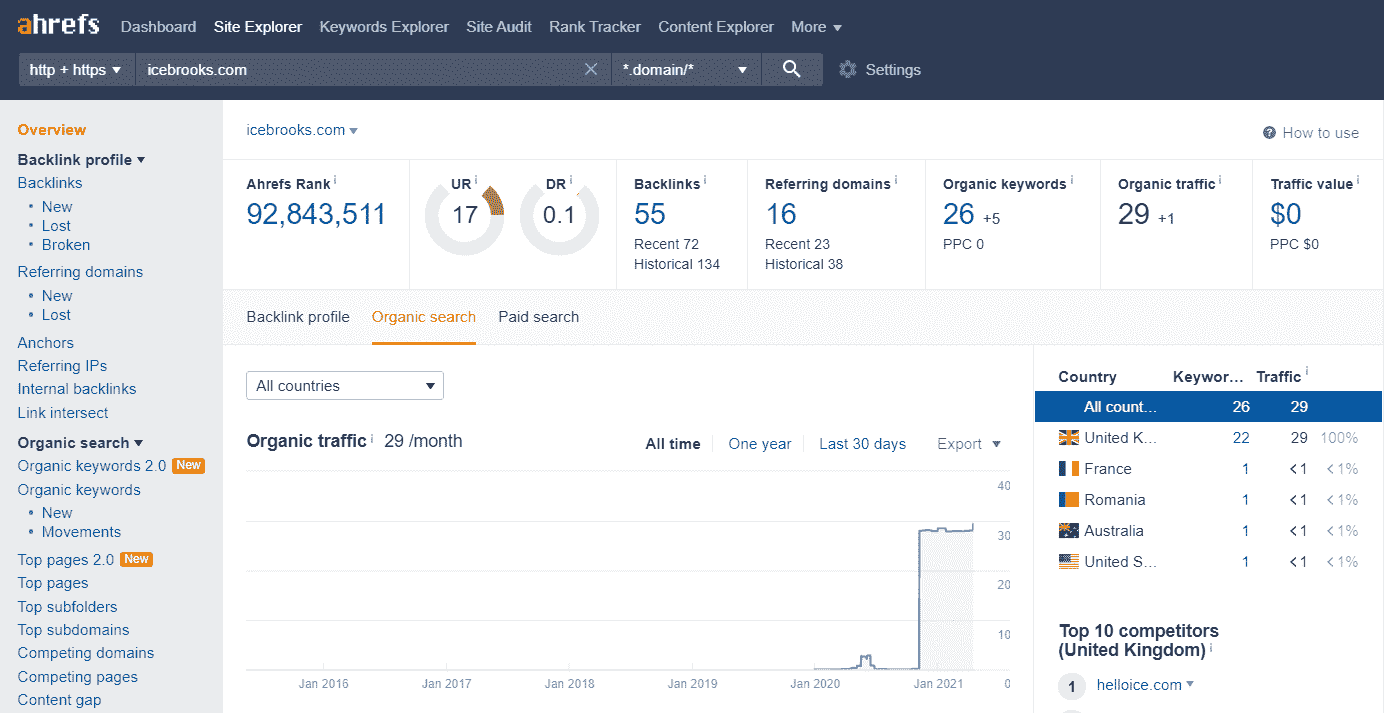 ahrefs Dashboard Site Explorer Keywords Explorer Site Audit Rank Tracker Content Explorer More
http + https icebrooks.com *.domain/* Settings
Overview
Backlink profile
Backlinks
New
Lost
Broken
Referring domains
New
Lost
Anchors
Referring IPs
Internal backlinks
Link intersect
Organic search
Organic keywords 2.0 New
Organic keywords
New
Movements
Top pages 2.0 New
Top pages
Top subfolders
Top subdomains
Competing domains
Competing pages
Content gap
icebrooks.com
? How to use
Ahrefs Rank i
92,843,511
UR i
17
DR i
0.1
Backlinks i
55
Recent 72
Historical 134
Referring domains i
16
Recent 23
Historical 38
Organic keywords i
26 +5
PPC 0
Organic traffic i
29 +1
Traffic value i
$0
PPC $0
Backlink profile Organic search Paid search
All countries
Organic traffic i 29 /month
All time One year Last 30 days Export
40
30
20
10
0
Jan 2016 Jan 2017 Jan 2018 Jan 2019 Jan 2020 Jan 2021
Country Keywor... Traffic i
All count... 26 29
United K... 22 29 100%
France 1 <1 <1%
Romania 1 <1 <1%
Australia 1 <1 <1%
United S... 1 <1 <1%
Top 10 competitors
(United Kingdom) i
1 helloice.com